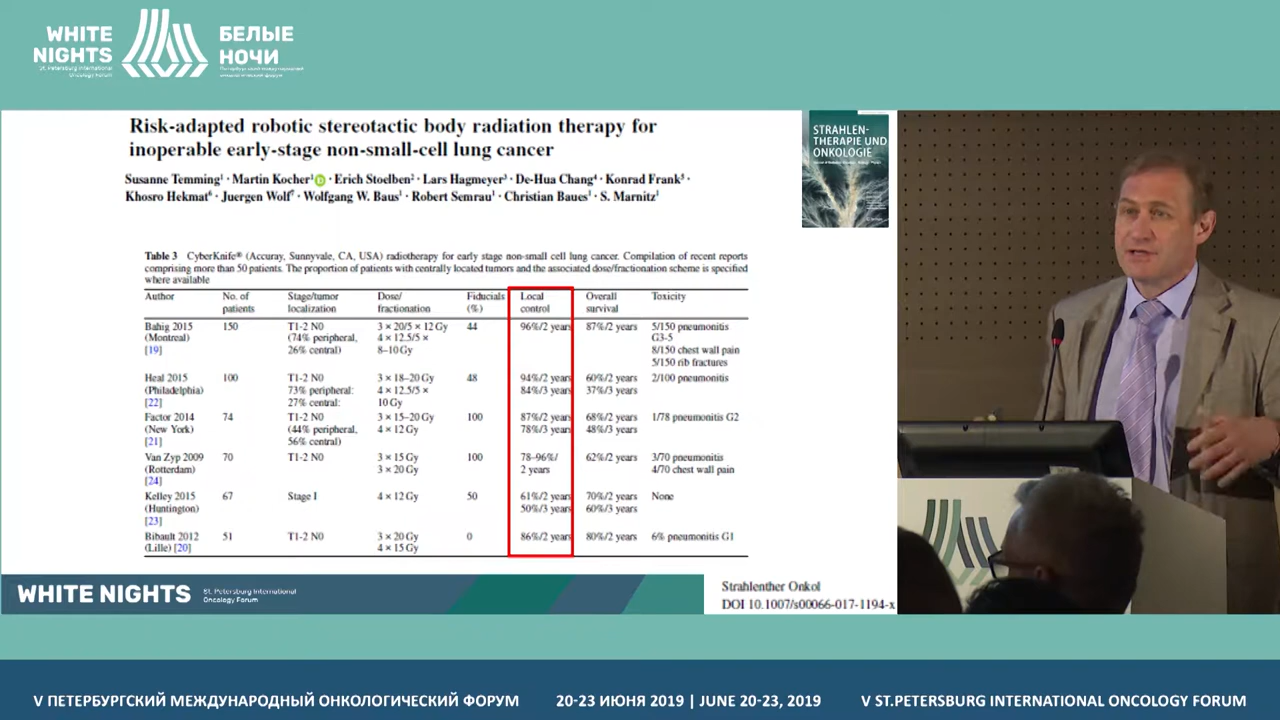 WHITE
NIGHTS
St. Petersburg International
Oncology Forum
БЕЛЫЕ
НОЧИ
Петербургский международный
онкологический форум
Risk-adapted robotic stereotactic body radiation therapy for
inoperable early-stage non-small-cell lung cancer
Susanne Temming¹ · Martin Kocher¹ · Erich Stoelben² · Lars Hagmeyer³ · De-Hua Chang⁴ · Konrad Frank⁵ ·
Khosro Hekmat⁶ · Juergen Wolf⁷ · Wolfgang W. Baus¹ · Robert Semrau¹ · Christian Baues¹ · S. Marnitz¹
STRAHLEN-
THERAPIE UND
ONKOLOGIE
Table 3 CyberKnife® (Accuray, Sunnyvale, CA, USA) radiotherapy for early stage non-small cell lung cancer. Compilation of recent reports
comprising more than 50 patients. The proportion of patients with centrally located tumors and the associated dose/fractionation scheme is specified
where available
Author No. of Stage/tumor Dose/ Fiducials Local Overall Toxicity
patients localization fractionation (%) control survival
Bahig 2015 150 T1-2 N0 3 × 20/5 × 12 Gy 44 96%/2 years 87%/2 years 5/150 pneumonitis
(Montreal) (74% peripheral, 4 × 12.5/5 × G3-5
[19] 26% central) 8–10 Gy 8/150 chest wall pain
5/150 rib fractures
Heal 2015 100 T1-2 N0 3 × 18–20 Gy 48 94%/2 years 60%/2 years 2/100 pneumonitis
(Philadelphia) 73% peripheral: 4 × 12.5/5 × 84%/3 years 37%/3 years
[22] 27% central: 10 Gy
Factor 2014 74 T1-2 N0 3 × 15–20 Gy 100 87%/2 years 68%/2 years 1/78 pneumonitis G2
(New York) (44% peripheral, 4 × 12 Gy 78%/3 years 48%/3 years
[21] 56% central)
Van Zyp 2009 70 T1-2 N0 3 × 15 Gy 100 78–96%/ 62%/2 years 3/70 pneumonitis
(Rotterdam) 3 × 20 Gy 2 years 4/70 chest wall pain
[24]
Kelley 2015 67 Stage I 4 × 12 Gy 50 61%/2 years 70%/2 years None
(Huntington) 50%/3 years 60%/3 years
[23]
Bibault 2012 51 T1-2 N0 3 × 20 Gy 0 86%/2 years 80%/2 years 6% pneumonitis G1
(Lille) [20] 4 × 15 Gy
WHITE NIGHTS
St. Petersburg International
Oncology Forum
Strahlenther Onkol
DOI 10.1007/s00066-017-1194-x
V ПЕТЕРБУРГСКИЙ МЕЖДУНАРОДНЫЙ ОНКОЛОГИЧЕСКИЙ ФОРУМ 20-23 ИЮНЯ 2019 | JUNE 20-23, 2019 V ST.PETERSBURG INTERNATIONAL ONCOLOGY FORUM